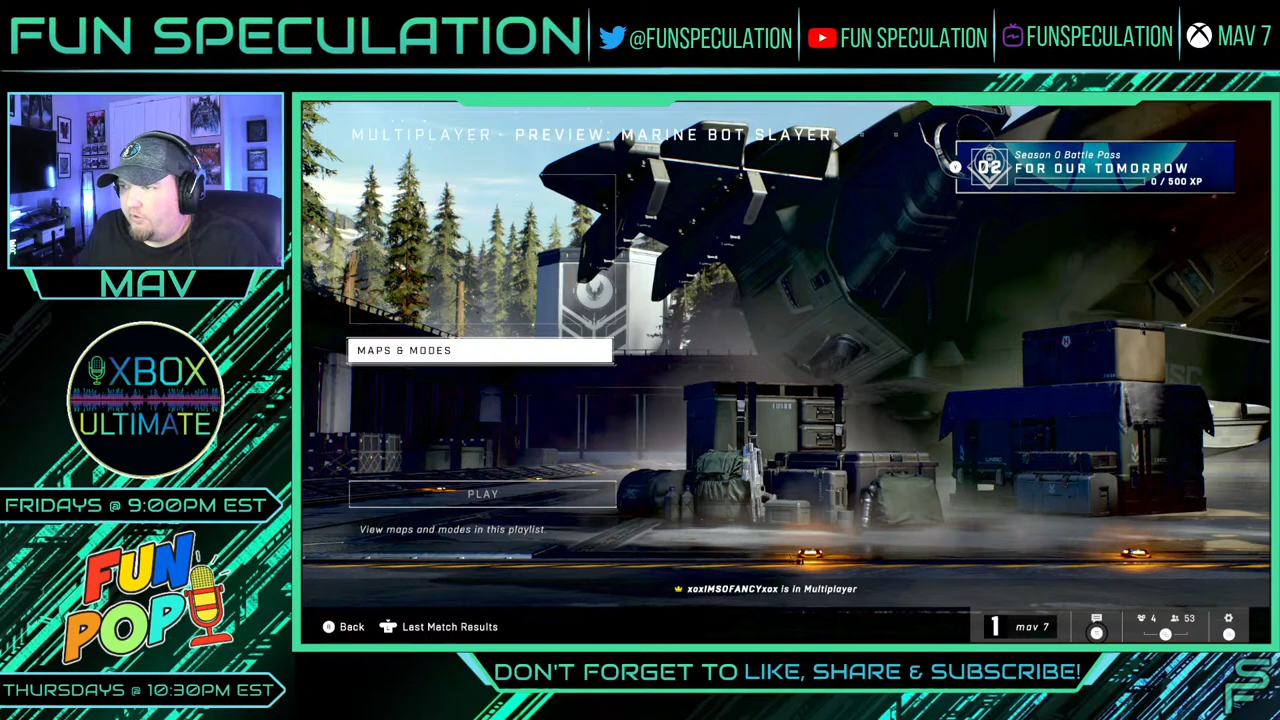 FUN SPECULATION
@FUNSPECULATION
FUN SPECULATION
FUNSPECULATION
MAV 7
MULTIPLAYER - PREVIEW: MARINE BOT SLAYER
Y
02
Season 0 Battle Pass
FOR OUR TOMORROW
0 / 500 XP
MAV
MAPS & MODES
XBOX
ULTIMATE
FRIDAYS @ 9:00PM EST
PLAY
View maps and modes in this playlist.
FUN
POP
xoxIMSOFANCYxox is in Multiplayer
B Back
Last Match Results
1 mav 7
4
53
THURSDAYS @ 10:30PM EST
DON'T FORGET TO LIKE, SHARE & SUBSCRIBE!
SF